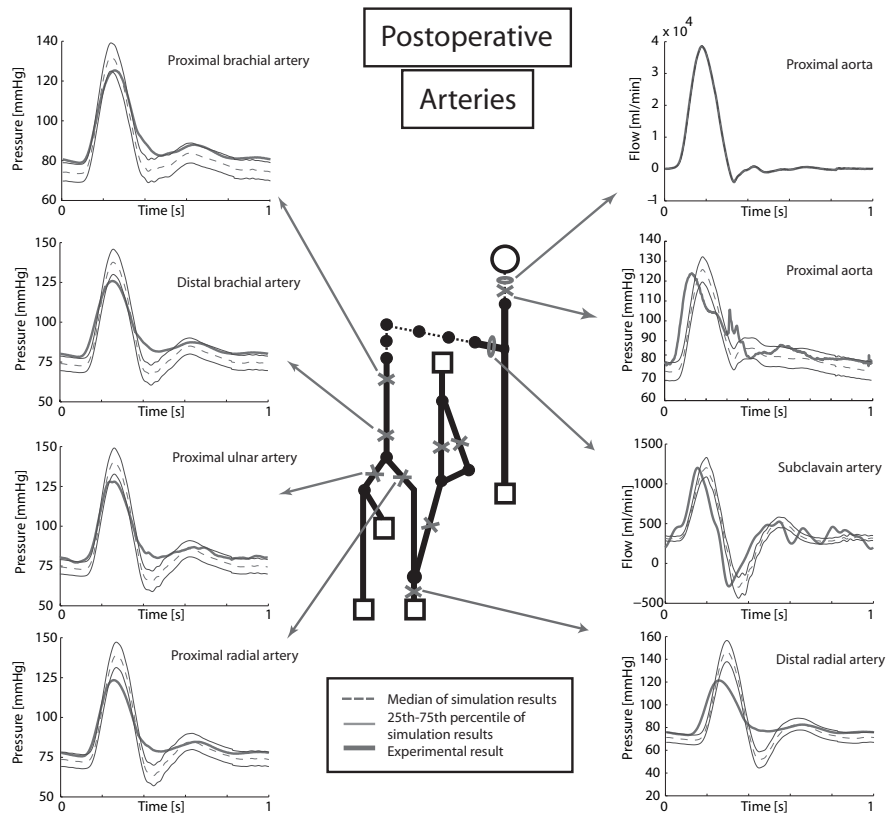 Postoperative
Arteries
Proximal brachial artery
Pressure [mmHg]
140
120
100
80
60
0
Time [s]
1
Distal brachial artery
Pressure [mmHg]
150
125
100
75
50
0
Time [s]
1
Proximal ulnar artery
Pressure [mmHg]
150
125
100
75
50
0
Time [s]
1
Proximal radial artery
Pressure [mmHg]
150
125
100
75
50
0
Time [s]
1
x 10⁴
Proximal aorta
Flow [ml/min]
4
3
2
1
0
−1
0
Time [s]
1
Proximal aorta
Pressure [mmHg]
140
130
120
110
100
90
80
70
60
0
Time [s]
1
Subclavain artery
Flow [ml/min]
1500
1000
500
0
−500
0
Time [s]
1
Distal radial artery
Pressure [mmHg]
160
140
120
100
80
60
40
20
0
Time [s]
1
Median of simulation results
25th-75th percentile of
simulation results
Experimental result